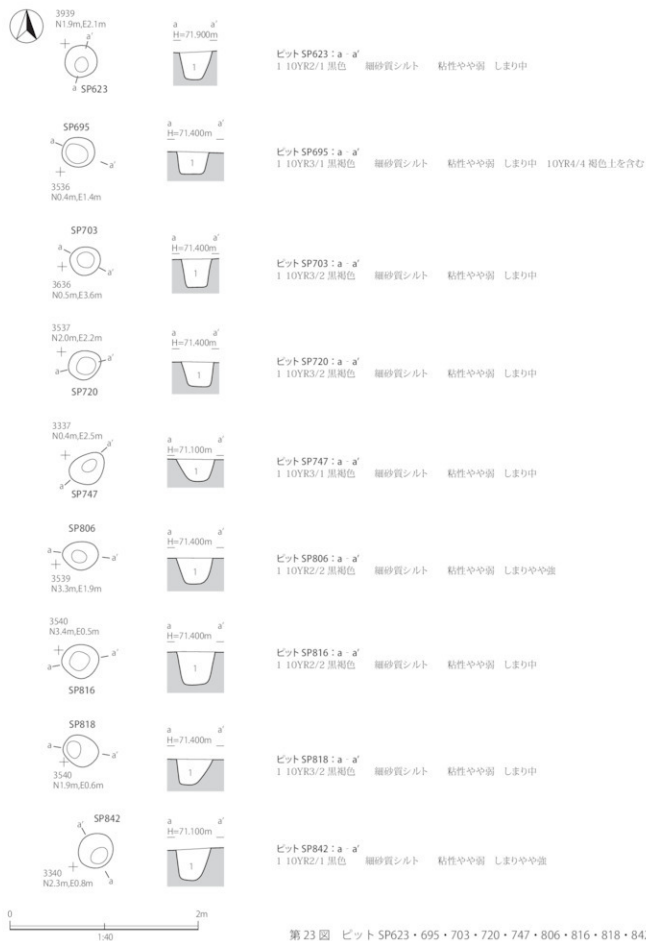 3939
N1.9m,E2.1m
a'
a SP623
a a'
H=71.900m
1
ピット SP623：a‐a'
1 10YR2/1 黒色 細砂質シルト 粘性やや弱 しまり中
SP695
a
a'
3536
N0.4m,E1.4m
a a'
H=71.400m
1
ピット SP695：a‐a'
1 10YR3/1 黒褐色 細砂質シルト 粘性やや弱 しまり中 10YR4/4 褐色土を含む
SP703
a
a'
3636
N0.5m,E3.6m
a a'
H=71.400m
1
ピット SP703：a‐a'
1 10YR3/2 黒褐色 細砂質シルト 粘性やや弱 しまり中
3537
N2.0m,E2.2m
a'
a
SP720
a a'
H=71.400m
1
ピット SP720：a‐a'
1 10YR3/2 黒褐色 細砂質シルト 粘性やや弱 しまり中
3337
N0.4m,E2.5m
a'
a
SP747
a a'
H=71.100m
1
ピット SP747：a‐a'
1 10YR3/1 黒褐色 細砂質シルト 粘性やや弱 しまり中
SP806
a
a'
3539
N3.3m,E1.9m
a a'
H=71.400m
1
ピット SP806：a‐a'
1 10YR2/2 黒褐色 細砂質シルト 粘性やや弱 しまりやや強
3540
N3.4m,E0.5m
a'
a
SP816
a a'
H=71.400m
1
ピット SP816：a‐a'
1 10YR2/2 黒褐色 細砂質シルト 粘性やや弱 しまり中
SP818
a
a'
3540
N1.9m,E0.6m
a a'
H=71.400m
1
ピット SP818：a‐a'
1 10YR3/2 黒褐色 細砂質シルト 粘性やや弱 しまり中
SP842
a'
3340
N2.3m,E0.8m
a
a a'
H=71.100m
1
ピット SP842：a‐a'
1 10YR2/1 黒色 細砂質シルト 粘性やや弱 しまりやや強
0 2m
1:40
第 23 図 ピット SP623・695・703・720・747・806・816・818・842